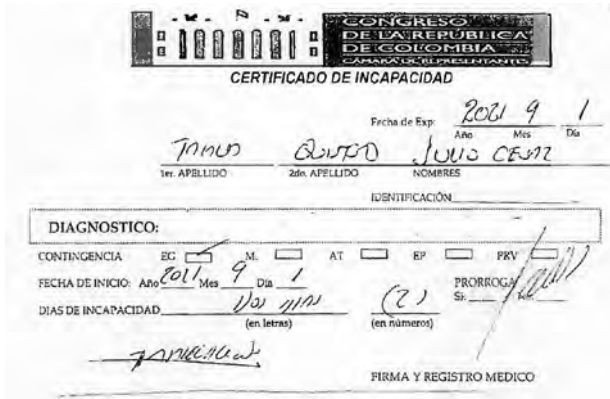 CONGRESO
DE LA REPÚBLICA
DE COLOMBIA
CÁMARA DE REPRESENTANTES
CERTIFICADO DE INCAPACIDAD
Fecha de Exp: 2021 9 1
Año Mes Día
JULIO CESAR
1er. APELLIDO 2do. APELLIDO NOMBRES
IDENTIFICACIÓN
DIAGNOSTICO:
CONTINGENCIA EG M. AT EP PRV
FECHA DE INICIO: Año 2021 Mes 9 Día 1 PRORROGA
DIAS DE INCAPACIDAD (2) Si.
(en letras) (en números)
FIRMA Y REGISTRO MEDICO